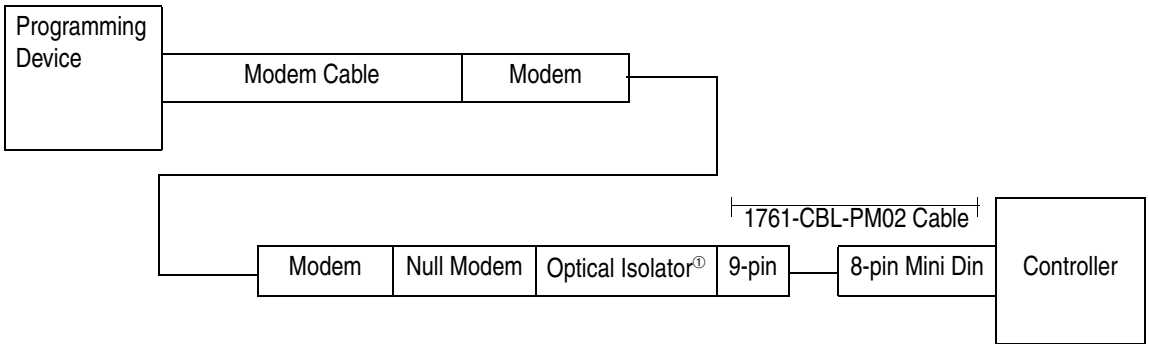 Programming
Device
Modem Cable
Modem
1761-CBL-PM02 Cable
Modem
Null Modem
Optical Isolator①
9-pin
8-pin Mini Din
Controller